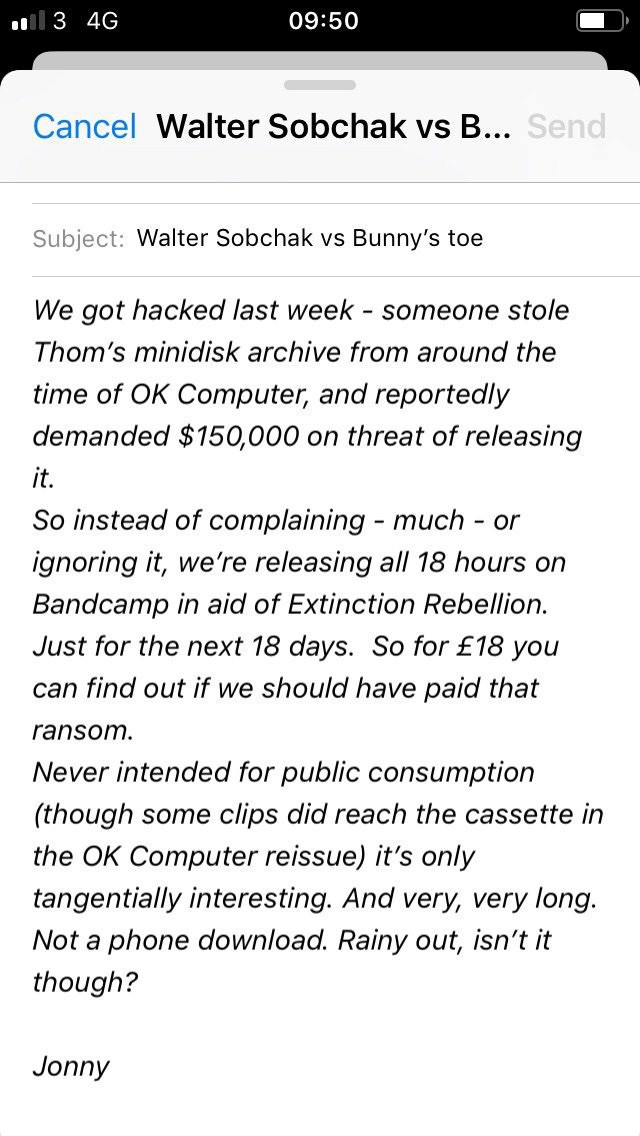 3 4G 09:50
Cancel Walter Sobchak vs B... Send
Subject: Walter Sobchak vs Bunny’s toe
We got hacked last week - someone stole
Thom’s minidisk archive from around the
time of OK Computer, and reportedly
demanded $150,000 on threat of releasing
it.
So instead of complaining - much - or
ignoring it, we’re releasing all 18 hours on
Bandcamp in aid of Extinction Rebellion.
Just for the next 18 days.  So for £18 you
can find out if we should have paid that
ransom.
Never intended for public consumption
(though some clips did reach the cassette in
the OK Computer reissue) it’s only
tangentially interesting. And very, very long.
Not a phone download. Rainy out, isn’t it
though?
Jonny